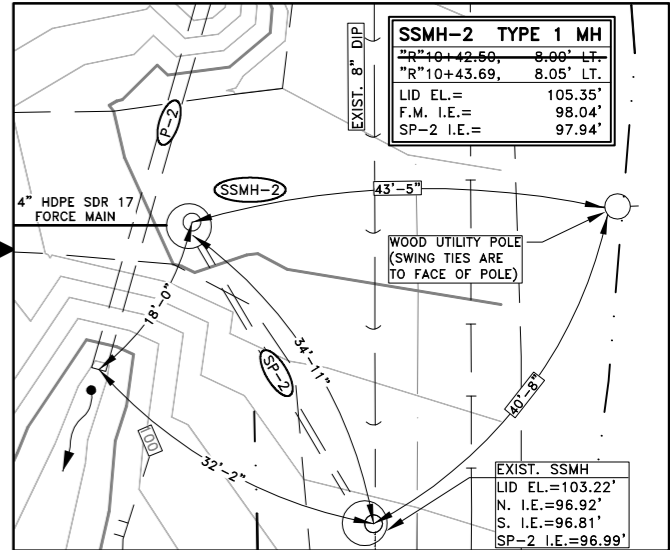 SSMH-2 TYPE 1 MH
"R"10+42.50, 8.00' LT.
"R"10+43.69, 8.05' LT.
LID EL.= 105.35'
F.M. I.E.= 98.04'
SP-2 I.E.= 97.94'
EXIST. 8" DIP
P-2
SSMH-2
43'-5"
4" HDPE SDR 17
FORCE MAIN
WOOD UTILITY POLE
(SWING TIES ARE
TO FACE OF POLE)
18'-0"
34'-11"
SP-2
40'-8"
100
32'-2"
EXIST. SSMH
LID EL.=103.22'
N. I.E.=96.92'
S. I.E.=96.81'
SP-2 I.E.=96.99'